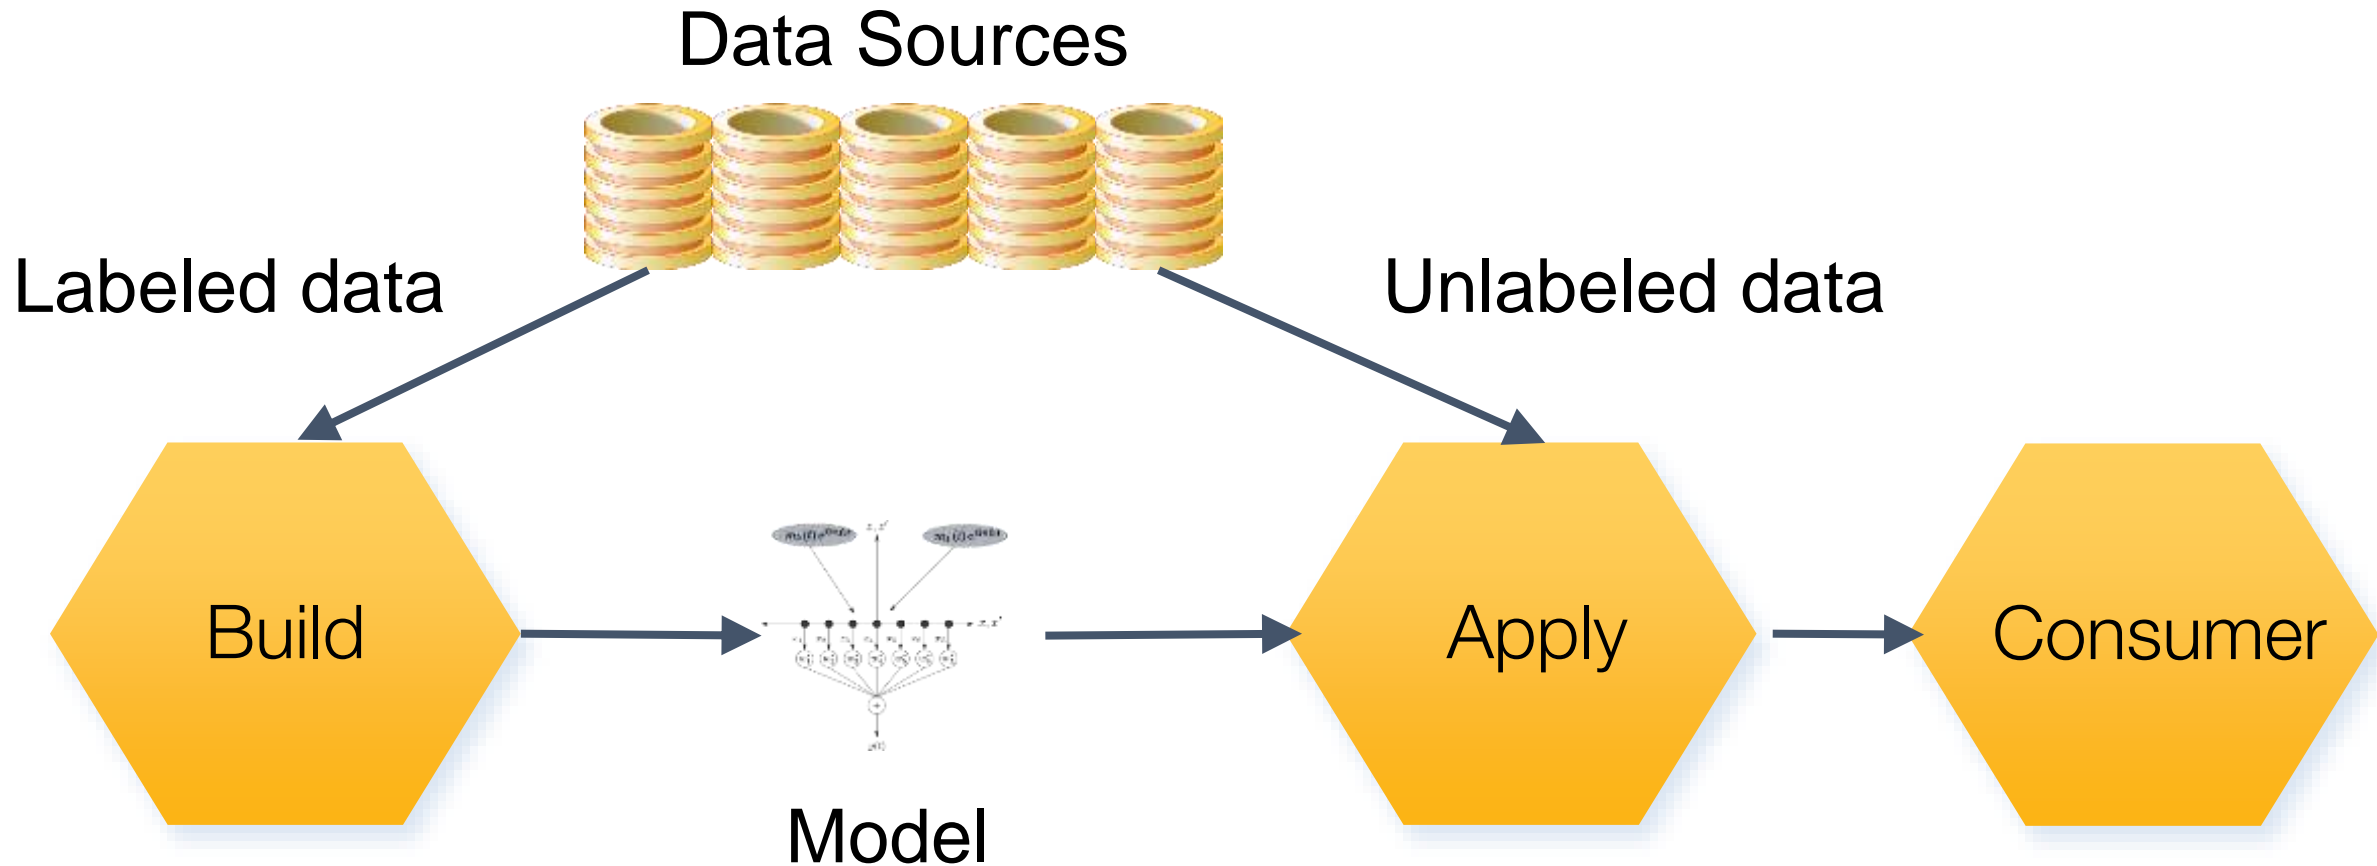 Data Sources
Labeled data
Unlabeled data
Build
Apply
Consumer
Model